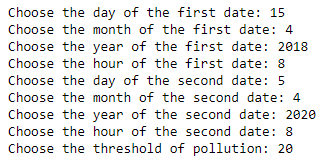 Choose the day of the first date: 15
Choose the month of the first date: 4
Choose the year of the first date: 2018
Choose the hour of the first date: 8
Choose the day of the second date: 5
Choose the month of the second date: 4
Choose the year of the second date: 2020
Choose the hour of the second date: 8
Choose the threshold of pollution: 20